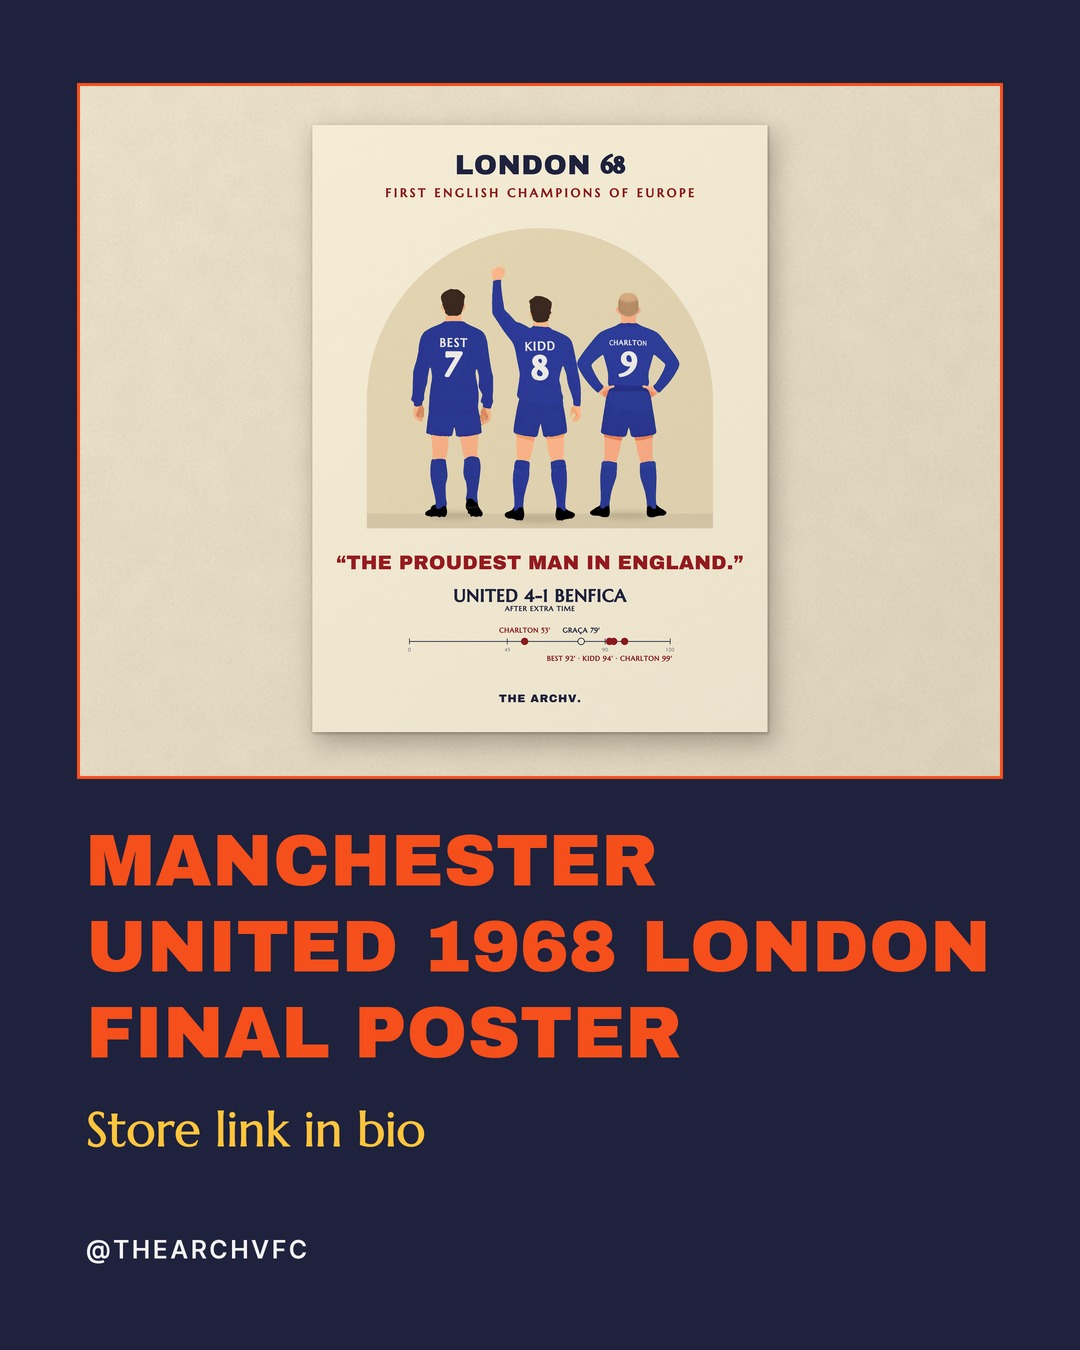 LONDON 68
FIRST ENGLISH CHAMPIONS OF EUROPE
BEST
7
KIDD
8
CHARLTON
9
“THE PROUDEST MAN IN ENGLAND.”
UNITED 4-1 BENFICA
AFTER EXTRA TIME
CHARLTON 53' GRAÇA 79'
0 45 90 120
BEST 92' · KIDD 94' · CHARLTON 99'
THE ARCHV.
MANCHESTER
UNITED 1968 LONDON
FINAL POSTER
Store link in bio
@THEARCHVFC